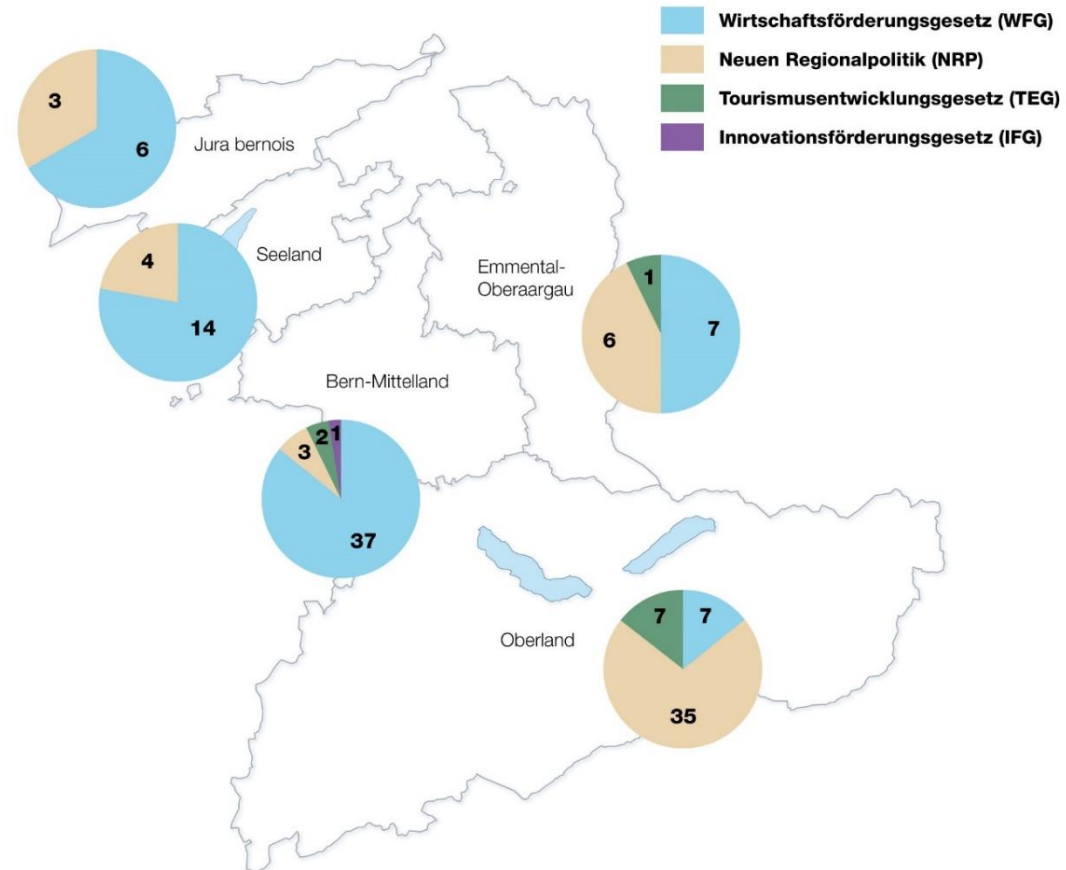 Wirtschaftsförderungsgesetz (WFG)
Neuen Regionalpolitik (NRP)
Tourismusentwicklungsgesetz (TEG)
Innovationsförderungsgesetz (IFG)
3
6
Jura bernois
4
14
Seeland
Emmental-
Oberaargau
1
6
7
Bern-Mittelland
3
2
1
37
Oberland
7
7
35